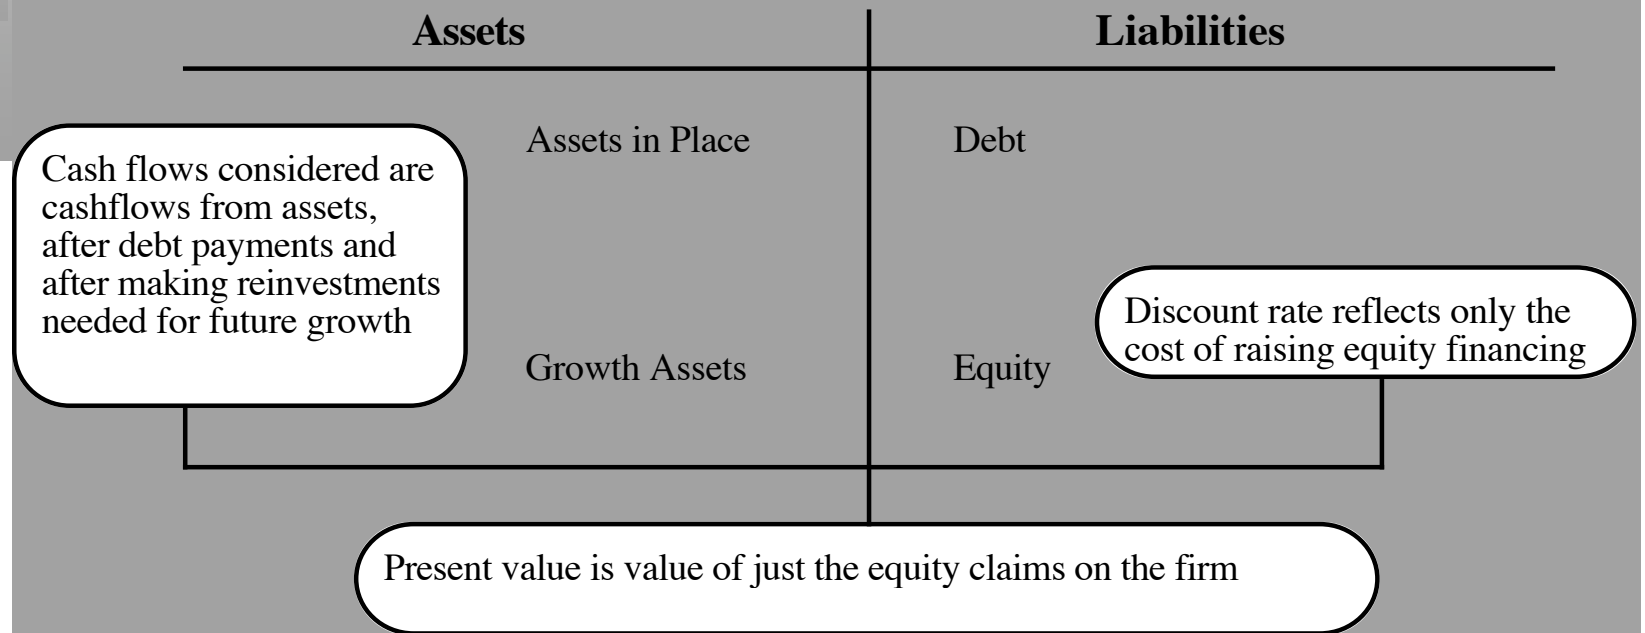 Assets
Liabilities
Assets in Place
Debt
Cash flows considered are
cashflows from assets,
after debt payments and
after making reinvestments
needed for future growth
Discount rate reflects only the
cost of raising equity financing
Growth Assets
Equity
Present value is value of just the equity claims on the firm